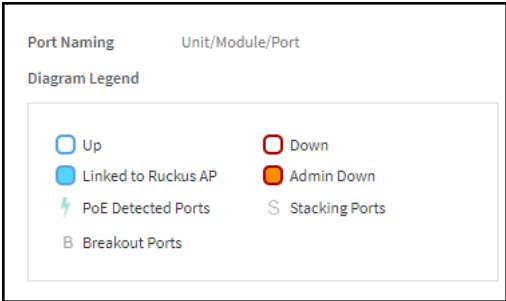 Port Naming Unit/Module/Port
Diagram Legend
Up Down
Linked to Ruckus AP Admin Down
PoE Detected Ports S Stacking Ports
B Breakout Ports